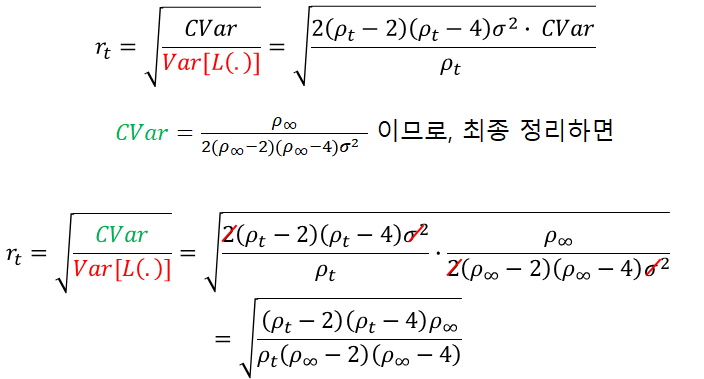 r_t = √(CVar / Var[L(.)]) = √(2(ρ_t − 2)(ρ_t − 4)σ² · CVar / ρ_t)
CVar = ρ_∞ / 2(ρ_∞−2)(ρ_∞−4)σ² 이므로, 최종 정리하면
r_t = √(CVar / Var[L(.)]) = √(2(ρ_t − 2)(ρ_t − 4)σ² / ρ_t · ρ_∞ / 2(ρ_∞ − 2)(ρ_∞ − 4)σ²)
= √((ρ_t − 2)(ρ_t − 4)ρ_∞ / ρ_t(ρ_∞ − 2)(ρ_∞ − 4))